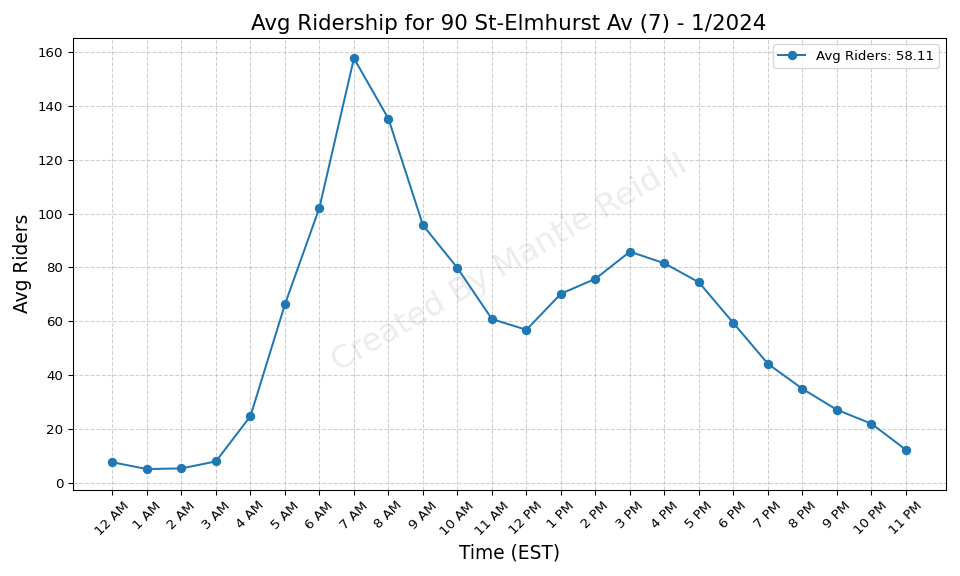 Avg Ridership for 90 St-Elmhurst Av (7) - 1/2024
Avg Riders: 58.11
160
140
120
100
80
60
40
20
0
Avg Riders
Created By Mantle Reid II
12 AM
1 AM
2 AM
3 AM
4 AM
5 AM
6 AM
7 AM
8 AM
9 AM
10 AM
11 AM
12 PM
1 PM
2 PM
3 PM
4 PM
5 PM
6 PM
7 PM
8 PM
9 PM
10 PM
11 PM
Time (EST)